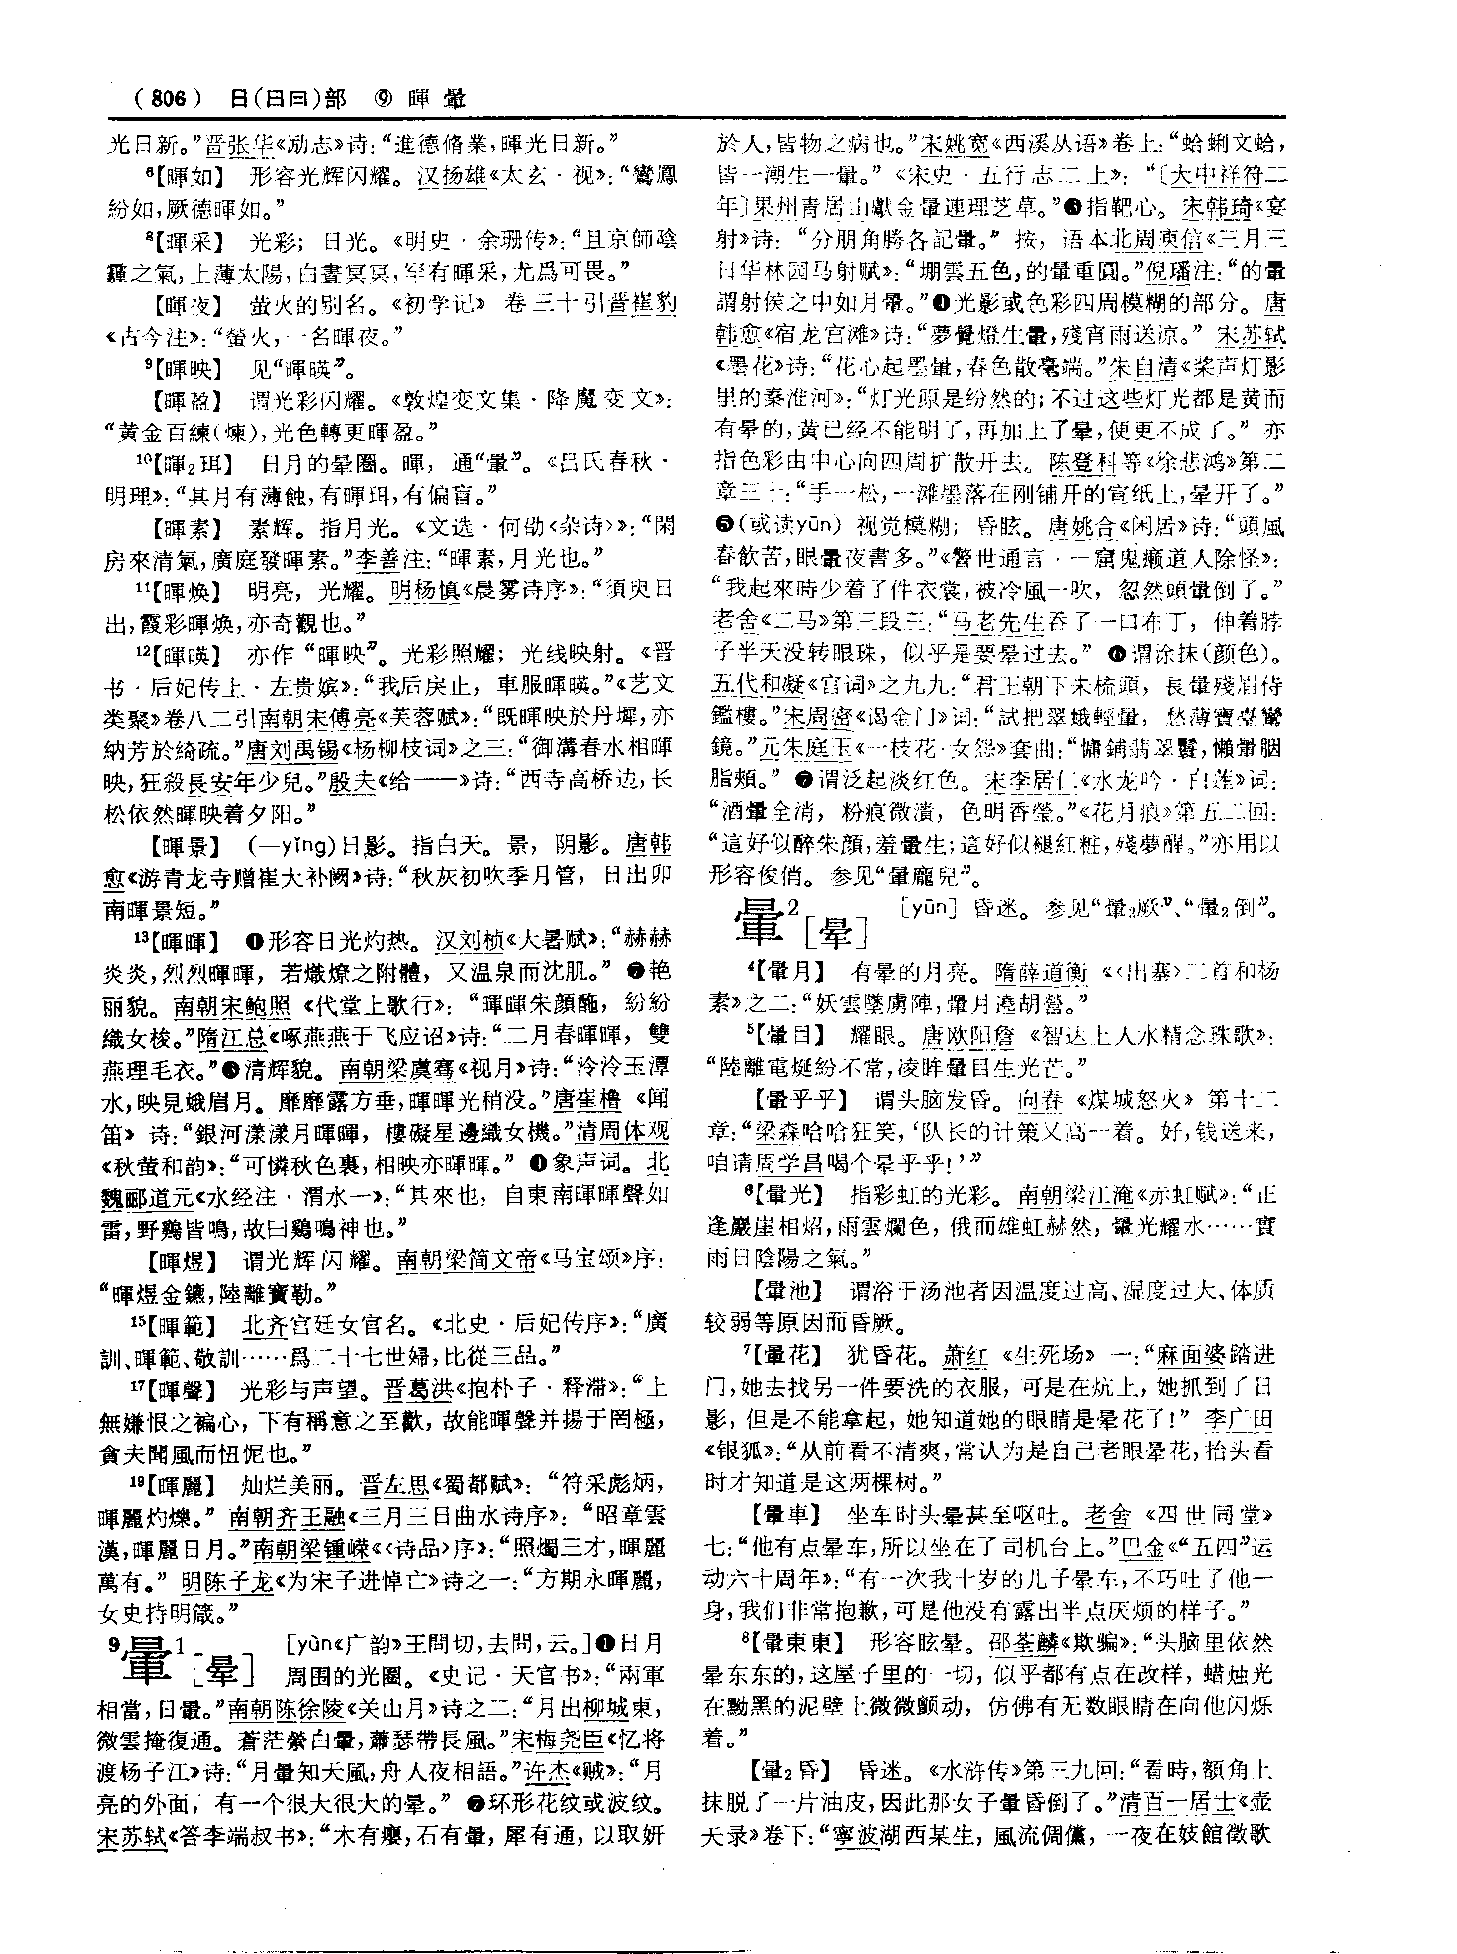 (806) 日(日曰)部 ⑨ 暉 暈
光日新。”晋张华《励志》诗:“進德脩業,暉光日新。”
⁶【暉如】 形容光辉闪耀。汉扬雄《太玄·视》:“鸞鳳
紛如,厥德暉如。”
⁸【暉采】 光彩;日光。《明史·余珊传》:“且京師陰
霾之氣,上薄太陽,白晝冥冥,罕有暉采,尤爲可畏。”
【暉夜】 萤火的别名。《初学记》卷三十引晋崔豹
《古今注》:“螢火,一名暉夜。”
⁹【暉映】 见“暉暎”。
【暉盈】 谓光彩闪耀。《敦煌变文集·降魔变文》:
“黄金百練(煉),光色轉更暉盈。”
¹⁰【暉₂珥】 日月的晕圈。暉,通“暈”。《吕氏春秋·
明理》:“其月有薄蝕,有暉珥,有偏盲。”
【暉素】 素辉。指月光。《文选·何劭〈杂诗〉》:“閑
房來清氣,廣庭發暉素。”李善注:“暉素,月光也。”
¹¹【暉焕】 明亮,光耀。明杨慎《晨雾诗序》:“須臾日
出,霞彩暉焕,亦奇觀也。”
¹²【暉暎】 亦作“暉映”。光彩照耀;光线映射。《晋
书·后妃传上·左贵嫔》:“我后戾止,車服暉暎。”《艺文
类聚》卷八二引南朝宋傅亮《芙蓉赋》:“既暉映於丹墀,亦
納芳於綺疏。”唐刘禹锡《杨柳枝词》之三:“御溝春水相暉
映,狂殺長安年少兒。”殷夫《给——》诗:“西寺高桥边,长
松依然暉映着夕阳。”
【暉景】 (—yǐng)日影。指白天。景,阴影。唐韩
愈《游青龙寺赠崔大补阙》诗:“秋灰初吹季月管,日出卯
南暉景短。”
¹³【暉暉】 ❶形容日光灼热。汉刘桢《大暑赋》:“赫赫
炎炎,烈烈暉暉,若熾燎之附體,又温泉而沈肌。”❷艳
丽貌。南朝宋鲍照《代堂上歌行》:“暉暉朱顔酡,紛紛
織女梭。”隋江总《啄燕燕于飞应诏》诗:“二月春暉暉,雙
燕理毛衣。”❸清辉貌。南朝梁虞骞《视月》诗:“泠泠玉潭
水,映見娥眉月。靡靡露方垂,暉暉光稍没。”唐崔橹《闻
笛》诗:“銀河漾漾月暉暉,樓礙星邊織女機。”清周体观
《秋萤和韵》:“可憐秋色裏,相映亦暉暉。”❹象声词。北
魏郦道元《水经注·渭水一》:“其來也,自東南暉暉聲如
雷,野鷄皆鳴,故曰鷄鳴神也。”
【暉煜】 谓光辉闪耀。南朝梁简文帝《马宝颂》序:
“暉煜金鑣,陸離寶勒。”
¹⁵【暉範】 北齐宫廷女官名。《北史·后妃传序》:“廣
訓、暉範、敬訓……爲二十七世婦,比從三品。”
¹⁷【暉聲】 光彩与声望。晋葛洪《抱朴子·释滞》:“上
無嫌恨之褊心,下有稱意之至歡,故能暉聲并揚于罔極,
貪夫聞風而忸怩也。”
¹⁹【暉麗】 灿烂美丽。晋左思《蜀都赋》:“符采彪炳,
暉麗灼爍。”南朝齐王融《三月三日曲水诗序》:“昭章雲
漢,暉麗日月。”南朝梁锺嵘《〈诗品〉序》:“照燭三才,暉麗
萬有。”明陈子龙《为宋子进悼亡》诗之一:“方期永暉麗,
女史持明箴。”
9暈¹[晕] [yùn《广韵》王問切,去問,云。]❶日月
周围的光圈。《史记·天官书》:“兩軍
相當,日暈。”南朝陈徐陵《关山月》诗之二:“月出柳城東,
微雲掩復通。蒼茫縈白暈,蕭瑟帶長風。”宋梅尧臣《忆将
渡杨子江》诗:“月暈知天風,舟人夜相語。”许杰《贼》:“月
亮的外面,有一个很大很大的晕。”❷环形花纹或波纹。
宋苏轼《答李端叔书》:“木有癭,石有暈,犀有通,以取妍
於人,皆物之病也。”宋姚宽《西溪丛语》卷上:“蛤蜊文蛤,
皆一潮生一暈。”《宋史·五行志二上》:“〔大中祥符二
年〕果州青居山獻金暈連理芝草。”❸指靶心。宋韩琦《宴
射》诗:“分朋角勝各記暈。”按,语本北周庾信《三月三
日华林园马射赋》:“堋雲五色,的暈重圓。”倪璠注:“的暈
謂射侯之中如月暈。”❹光影或色彩四周模糊的部分。唐
韩愈《宿龙宫滩》诗:“夢覺燈生暈,殘宵雨送凉。”宋苏轼
《墨花》诗:“花心起墨暈,春色散毫端。”朱自清《桨声灯影
里的秦淮河》:“灯光原是纷然的;不过这些灯光都是黄而
有晕的,黄已经不能明了,再加上了晕,便更不成了。”亦
指色彩由中心向四周扩散开去。陈登科等《徐悲鸿》第二
章三十:“手一松,一滩墨落在刚铺开的宣纸上,晕开了。”
❺(或读yūn) 视觉模糊;昏眩。唐姚合《闲居》诗:“頭風
春飲苦,眼暈夜書多。”《警世通言·一窟鬼癞道人除怪》:
“我起來時少着了件衣裳,被冷風一吹,忽然頭暈倒了。”
老舍《二马》第三段三:“马老先生吞了一口布丁,伸着脖
子半天没转眼珠,似乎是要晕过去。”❻谓涂抹(颜色)。
五代和凝《宫词》之九九:“君王朝下未梳頭,長暈殘眉侍
鑑樓。”宋周密《谒金门》词:“試把翠蛾輕暈,愁薄寶臺鸞
鏡。”元朱庭玉《一枝花·女怨》套曲:“慵鋪翡翠鬟,懶暈胭
脂頰。”❼谓泛起淡红色。宋李居仁《水龙吟·白莲》词:
“酒暈全消,粉痕微漬,色明香瑩。”《花月痕》第五二回:
“這好似醉朱顔,羞暈生;這好似褪紅粧,殘夢醒。”亦用以
形容俊俏。参见“暈龐兒”。
暈²[晕] [yūn] 昏迷。参见“暈₂厥”、“暈₂倒”。
⁴【暈月】 有晕的月亮。隋薛道衡《〈出塞〉二首和杨
素》之二:“妖雲墜虜陣,暈月遶胡營。”
⁵【暈目】 耀眼。唐欧阳詹《智达上人水精念珠歌》:
“陸離電烻紛不常,凌眸暈目生光芒。”
【暈乎乎】 谓头脑发昏。向春《煤城怒火》第十二
章:“梁森哈哈狂笑,‘队长的计策又高一着。好,钱送来,
咱请周学昌喝个晕乎乎!’”
⁶【暈光】 指彩虹的光彩。南朝梁江淹《赤虹赋》:“正
逢巖崖相炤,雨雲爛色,俄而雄虹赫然,暈光耀水……實
雨日陰陽之氣。”
【暈池】 谓浴于汤池者因温度过高、湿度过大、体质
较弱等原因而昏厥。
⁷【暈花】 犹昏花。萧红《生死场》一:“麻面婆踏进
门,她去找另一件要洗的衣服,可是在炕上,她抓到了日
影,但是不能拿起,她知道她的眼睛是晕花了!”李广田
《银狐》:“从前看不清爽,常认为是自己老眼晕花,抬头看
时才知道是这两棵树。”
【暈車】 坐车时头晕甚至呕吐。老舍《四世同堂》
七:“他有点晕车,所以坐在了司机台上。”巴金《“五四”运
动六十周年》:“有一次我十岁的儿子晕车,不巧吐了他一
身,我们非常抱歉,可是他没有露出半点厌烦的样子。”
⁸【暈東東】 形容眩晕。邵荃麟《欺骗》:“头脑里依然
晕东东的,这屋子里的一切,似乎都有点在改样,蜡烛光
在黝黑的泥壁上微微颤动,仿佛有无数眼睛在向他闪烁
着。”
【暈₂昏】 昏迷。《水浒传》第三九回:“看時,額角上
抹脱了一片油皮,因此那女子暈昏倒了。”清百一居士《壶
天录》卷下:“寧波湖西某生,風流倜儻,一夜在妓館徵歌